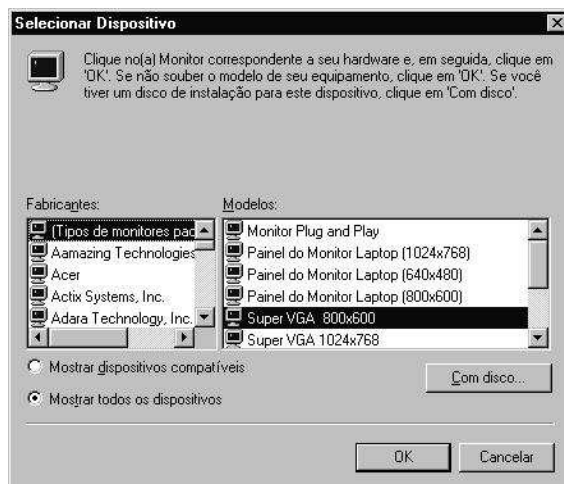 Selecionar Dispositivo
Clique no(a) Monitor correspondente a seu hardware e, em seguida, clique em
'OK'. Se não souber o modelo de seu equipamento, clique em 'OK'. Se você
tiver um disco de instalação para este dispositivo, clique em 'Com disco'.
Fabricantes:
(Tipos de monitores pad
Aamazing Technologies
Acer
Actix Systems, Inc.
Adara Technology, Inc.
Modelos:
Monitor Plug and Play
Painel do Monitor Laptop (1024x768)
Painel do Monitor Laptop (640x480)
Painel do Monitor Laptop (800x600)
Super VGA 800x600
Super VGA 1024x768
Mostrar dispositivos compatíveis
Mostrar todos os dispositivos
Com disco...
OK
Cancelar